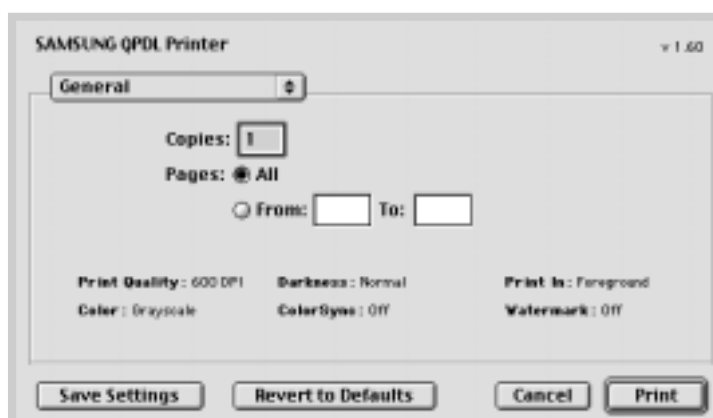 SAMSUNG QPDL Printer v 1.60
General
Copies: 1
Pages: All
From: To:
Print Quality : 600 DPI Darkness : Normal Print In : Foreground
Color : Grayscale ColorSync : Off Watermark : Off
Save Settings Revert to Defaults Cancel Print